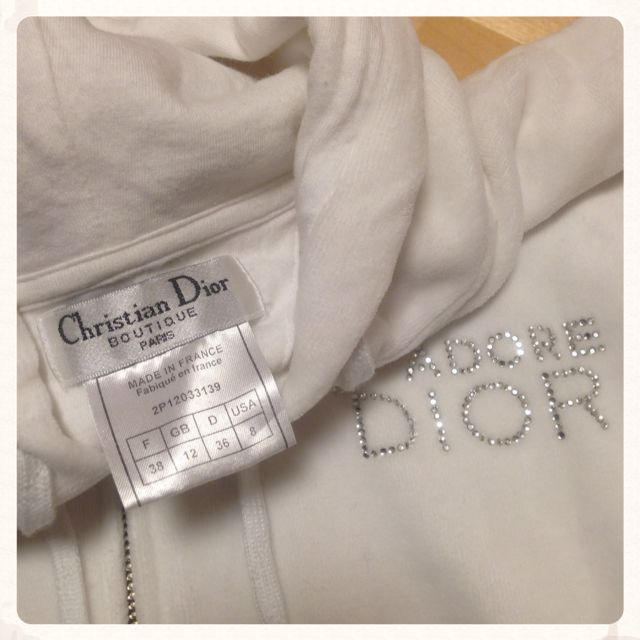 Christian Dior
BOUTIQUE
PARIS
MADE IN FRANCE
Fabriqué en france
2P12033139
F GB D USA
38 12 36 8
ADORE
DIOR